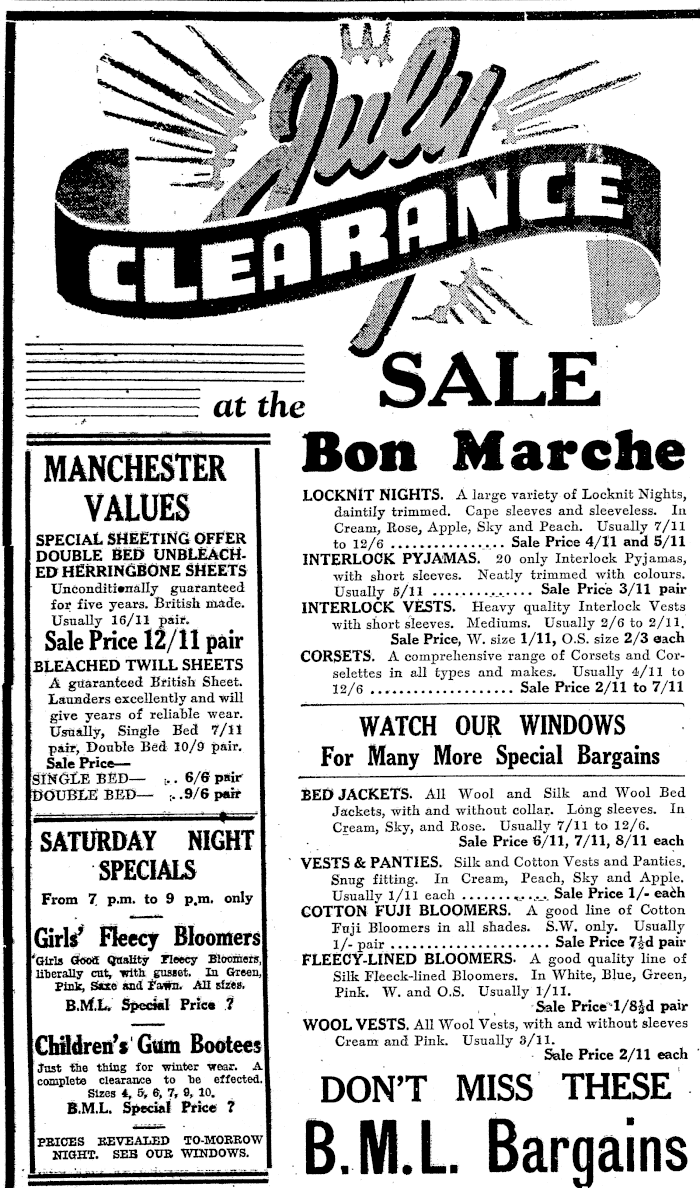 July
CLEARANCE
SALE
at the
Bon Marche
MANCHESTER
VALUES
SPECIAL SHEETING OFFER
DOUBLE BED UNBLEACH-
ED HERRINGBONE SHEETS
Unconditionally guaranteed
for five years. British made.
Usually 16/11 pair.
Sale Price 12/11 pair
BLEACHED TWILL SHEETS
A guaranteed British Sheet.
Launders excellently and will
give years of reliable wear.
Usually, Single Bed 7/11
pair, Double Bed 10/9 pair.
Sale Price—
SINGLE BED— .. 6/6 pair
DOUBLE BED— ..9/6 pair
SATURDAY NIGHT
SPECIALS
From 7 p.m. to 9 p.m. only
Girls' Fleecy Bloomers
Girls Good Quality Fleecy Bloomers,
liberally cut, with gusset. In Green,
Pink, Saxe and Fawn. All sizes.
B.M.L. Special Price ?
Children's Gum Bootees
Just the thing for winter wear. A
complete clearance to be effected.
Sizes 4, 5, 6, 7, 9, 10.
B.M.L. Special Price ?
PRICES REVEALED TO-MORROW
NIGHT. SEE OUR WINDOWS.
LOCKNIT NIGHTS. A large variety of Locknit Nights,
daintily trimmed. Cape sleeves and sleeveless. In
Cream, Rose, Apple, Sky and Peach. Usually 7/11
to 12/6 ................ Sale Price 4/11 and 5/11
INTERLOCK PYJAMAS. 20 only Interlock Pyjamas,
with short sleeves. Neatly trimmed with colours.
Usually 5/11 .............. Sale Price 3/11 pair
INTERLOCK VESTS. Heavy quality Interlock Vests
with short sleeves. Mediums. Usually 2/6 to 2/11.
Sale Price, W. size 1/11, O.S. size 2/3 each
CORSETS. A comprehensive range of Corsets and Cor-
selettes in all types and makes. Usually 4/11 to
12/6 .................... Sale Price 2/11 to 7/11
WATCH OUR WINDOWS
For Many More Special Bargains
BED JACKETS. All Wool and Silk and Wool Bed
Jackets, with and without collar. Long sleeves. In
Cream, Sky, and Rose. Usually 7/11 to 12/6.
Sale Price 6/11, 7/11, 8/11 each
VESTS & PANTIES. Silk and Cotton Vests and Panties.
Snug fitting. In Cream, Peach, Sky and Apple.
Usually 1/11 each ............ Sale Price 1/- each
COTTON FUJI BLOOMERS. A good line of Cotton
Fuji Bloomers in all shades. S.W. only. Usually
1/- pair ...................... Sale Price 7½d pair
FLEECY-LINED BLOOMERS. A good quality line of
Silk Fleeck-lined Bloomers. In White, Blue, Green,
Pink. W. and O.S. Usually 1/11.
Sale Price 1/8½d pair
WOOL VESTS. All Wool Vests, with and without sleeves
Cream and Pink. Usually 3/11.
Sale Price 2/11 each
DON'T MISS THESE
B.M.L. Bargains